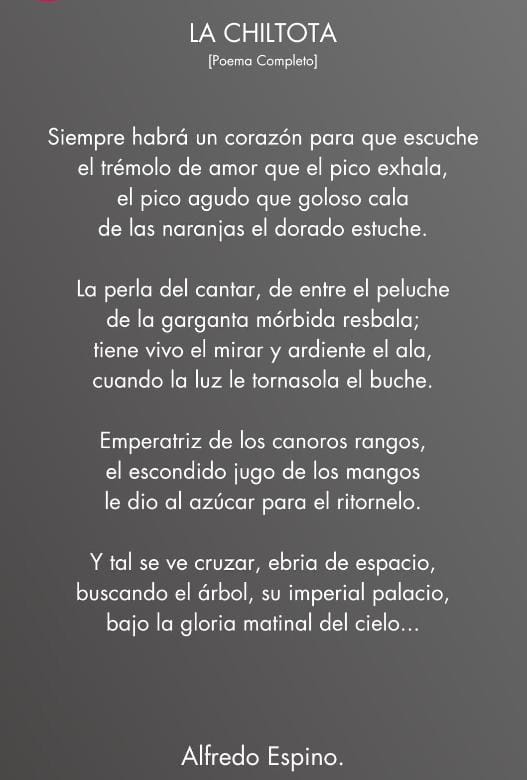 LA CHILTOTA
[Poema Completo]
Siempre habrá un corazón para que escuche
el trémolo de amor que el pico exhala,
el pico agudo que goloso cala
de las naranjas el dorado estuche.
La perla del cantar, de entre el peluche
de la garganta mórbida resbala;
tiene vivo el mirar y ardiente el ala,
cuando la luz le tornasola el buche.
Emperatriz de los canoros rangos,
el escondido jugo de los mangos
le dio al azúcar para el ritornelo.
Y tal se ve cruzar, ebria de espacio,
buscando el árbol, su imperial palacio,
bajo la gloria matinal del cielo...
Alfredo Espino.